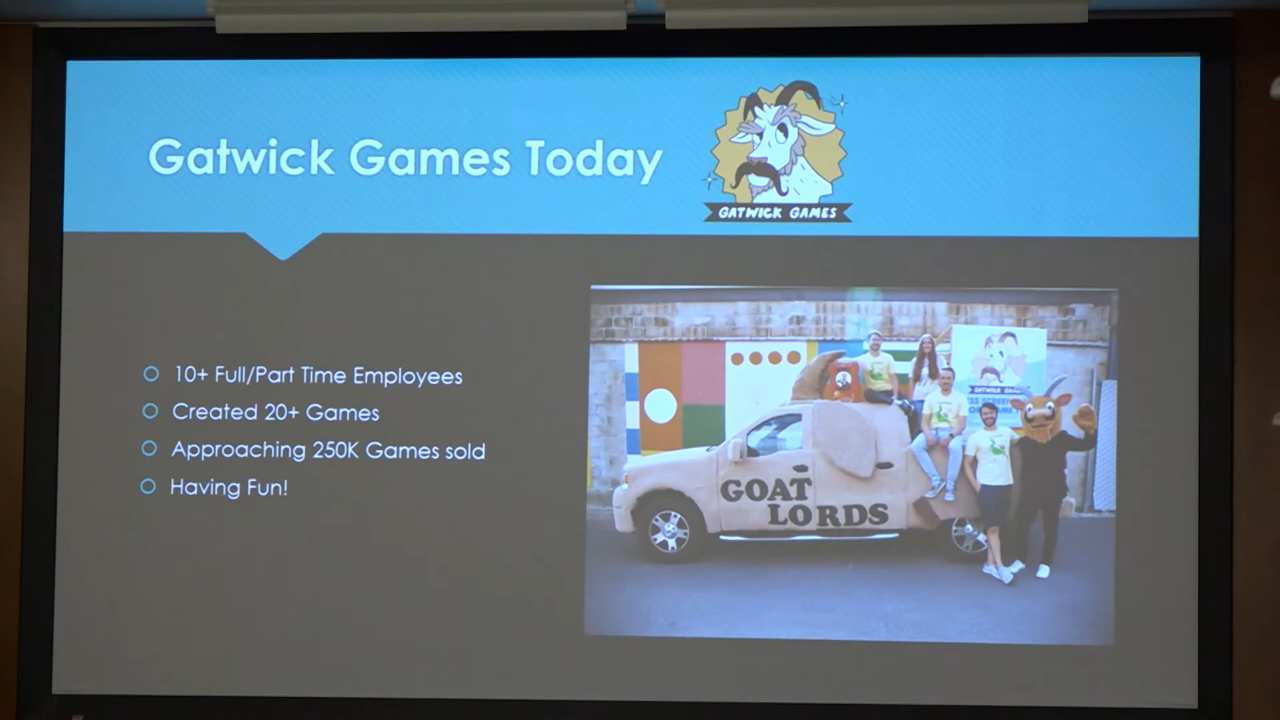 Gatwick Games Today
GATWICK GAMES
10+ Full/Part Time Employees
Created 20+ Games
Approaching 250K Games sold
Having Fun!
GOAT
LORDS